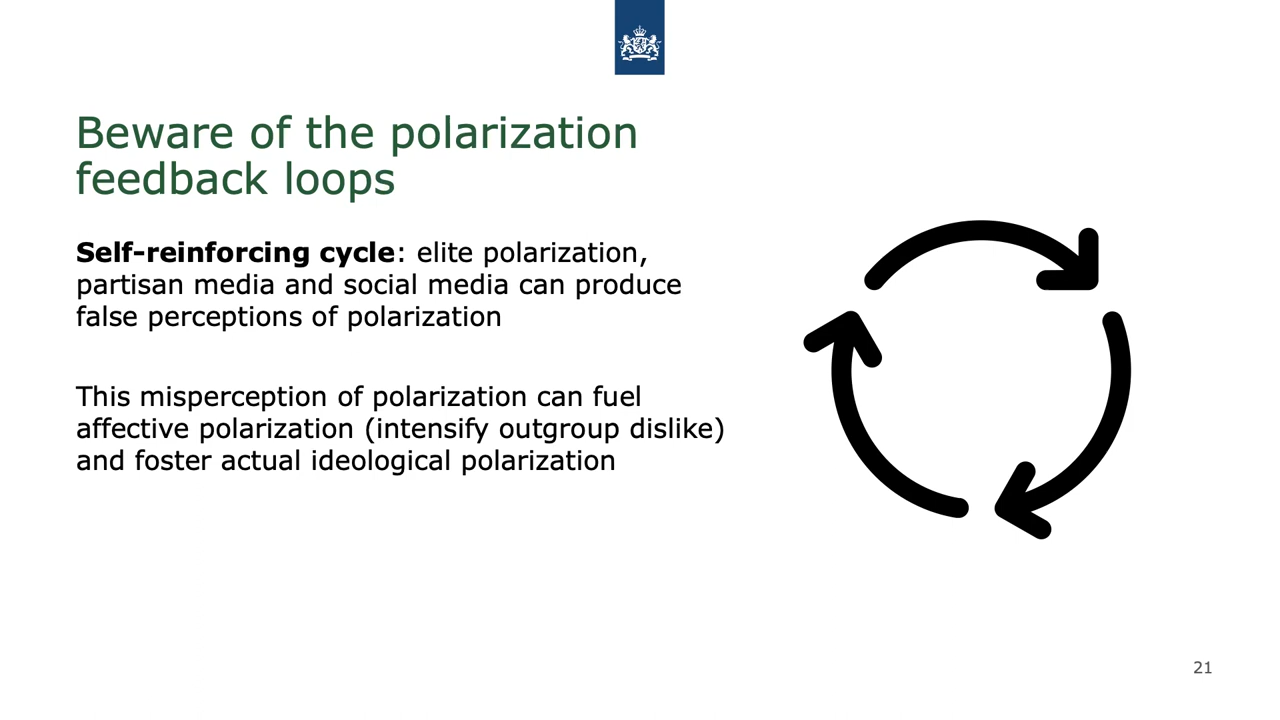 Beware of the polarization
feedback loops
Self-reinforcing cycle: elite polarization,
partisan media and social media can produce
false perceptions of polarization
This misperception of polarization can fuel
affective polarization (intensify outgroup dislike)
and foster actual ideological polarization
21